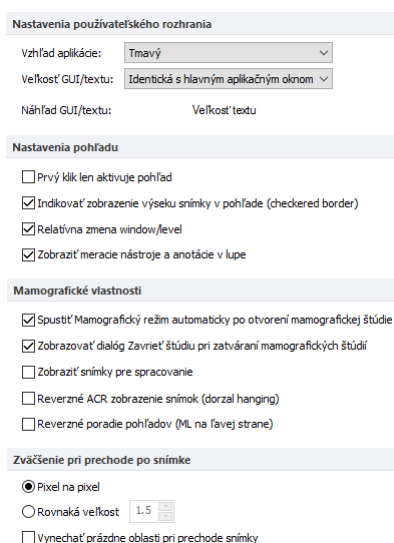 Nastavenia používateľského rozhrania
Vzhľad aplikácie: Tmavý
Veľkosť GUI/textu: Identická s hlavným aplikačným oknom
Náhľad GUI/textu: Veľkosť textu
Nastavenia pohľadu
Prvý klik len aktivuje pohľad
Indikovať zobrazenie výseku snímky v pohľade (checkered border)
Relatívna zmena window/level
Zobraziť meracie nástroje a anotácie v lupe
Mamografické vlastnosti
Spustiť Mamografický režim automaticky po otvorení mamografickej štúdie
Zobrazovať dialóg Zavrieť štúdiu pri zatváraní mamografických štúdií
Zobraziť snímky pre spracovanie
Reverzné ACR zobrazenie snímok (dorzal hanging)
Reverzné poradie pohľadov (ML na ľavej strane)
Zväčšenie pri prechode po snímke
Pixel na pixel
Rovnaká veľkost 1.5
Vynechať prázdne oblasti pri prechode snímky